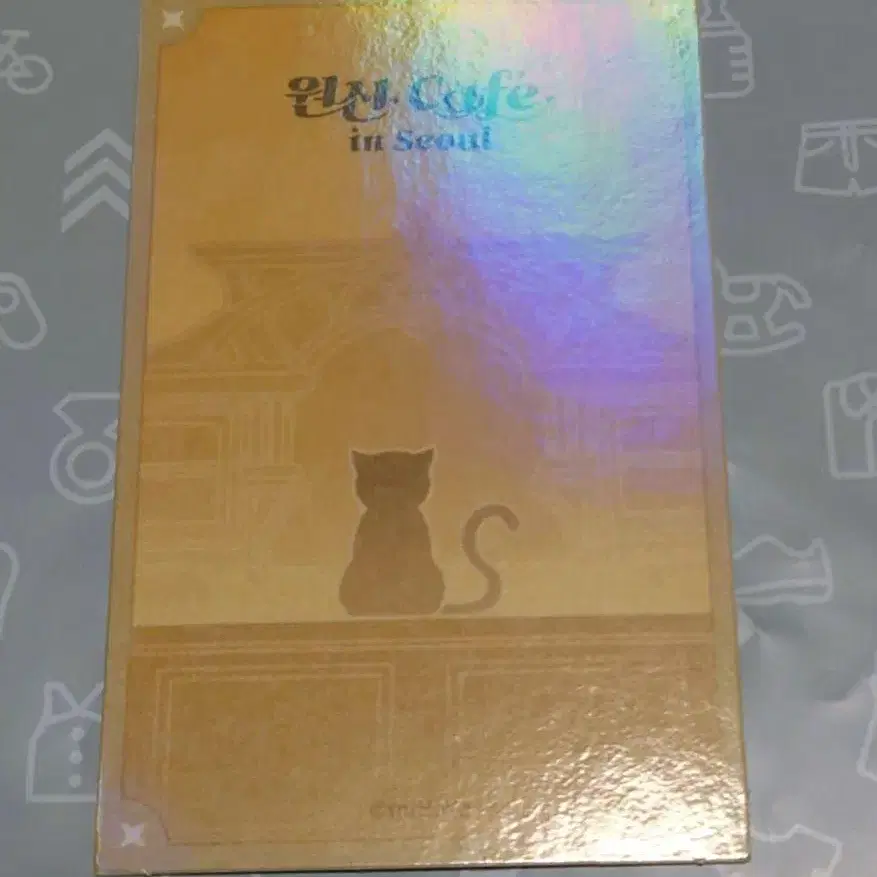 원신 Cafe
in Seoul